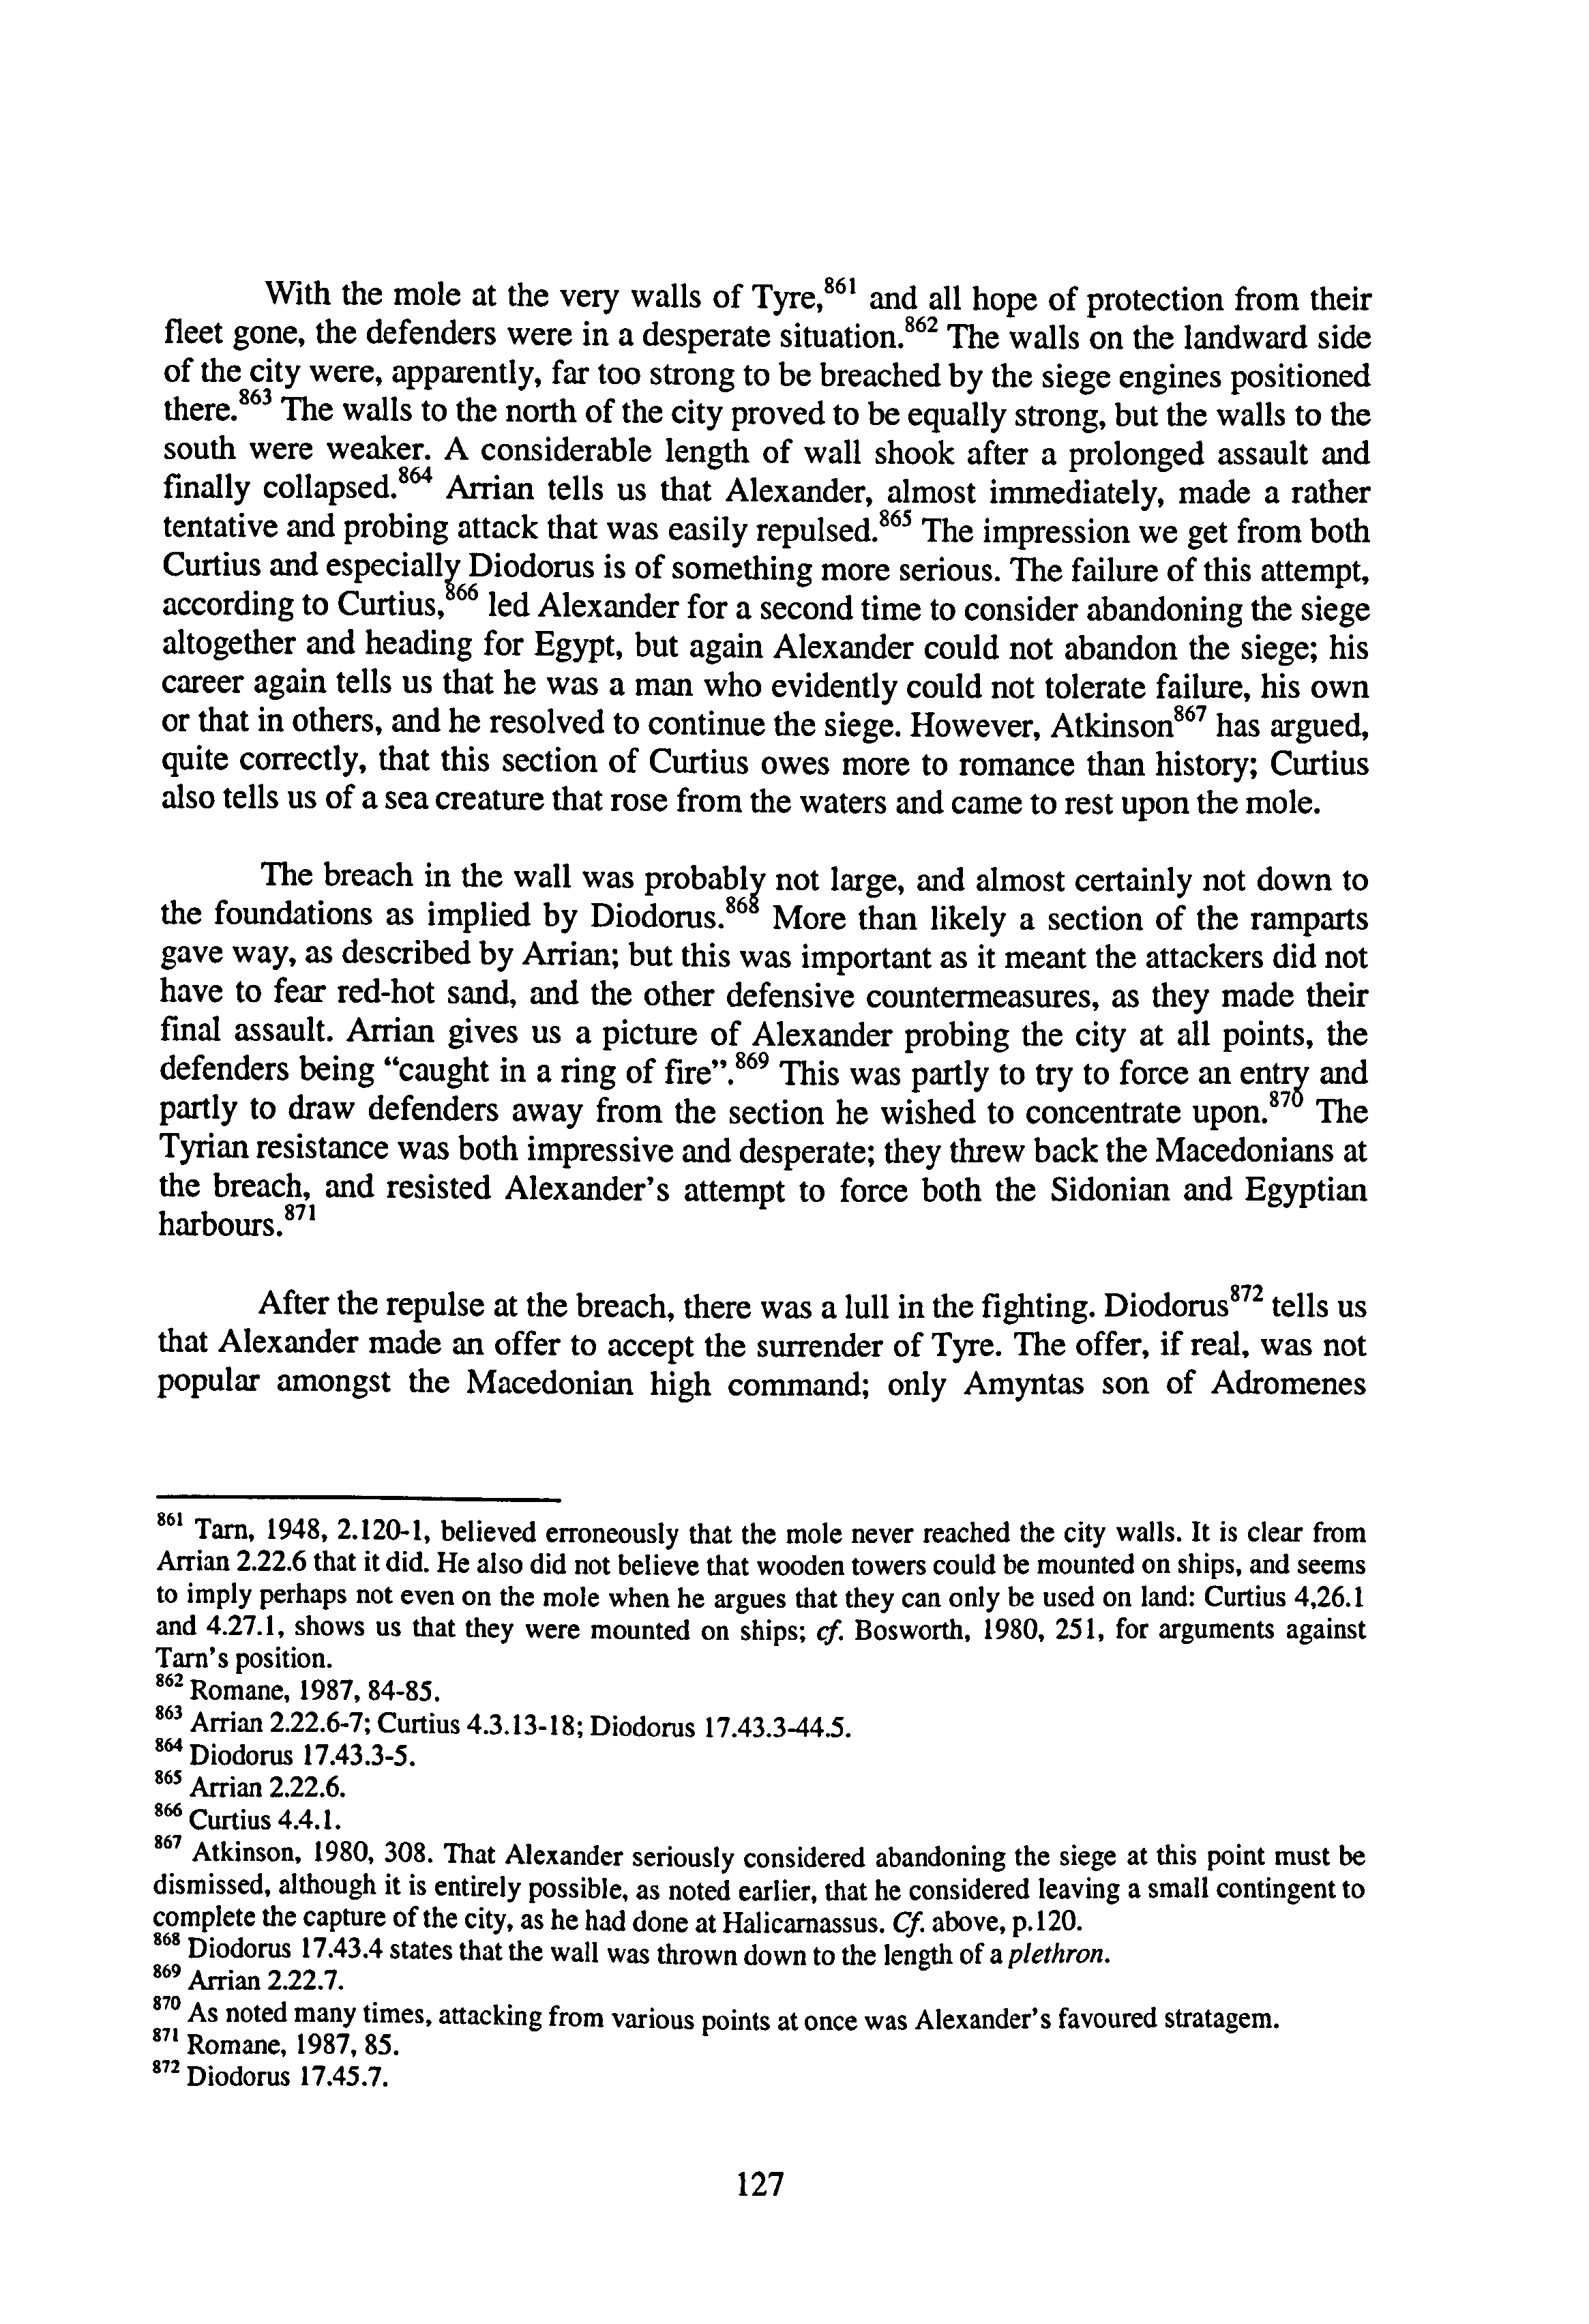 With the mole at the very walls of Tyre,861 and all hope of protection from their
fleet gone, the defenders were in a desperate situation.862 The walls on the landward side
of the city were, apparently, far too strong to be breached by the siege engines positioned
there.863 The walls to the north of the city proved to be equally strong, but the walls to the
south were weaker. A considerable length of wall shook after a prolonged assault and
finally collapsed.864 Arrian tells us that Alexander, almost immediately, made a rather
tentative and probing attack that was easily repulsed.865 The impression we get from both
Curtius and especially Diodorus is of something more serious. The failure of this attempt,
according to Curtius,866 led Alexander for a second time to consider abandoning the siege
altogether and heading for Egypt, but again Alexander could not abandon the siege; his
career again tells us that he was a man who evidently could not tolerate failure, his own
or that in others, and he resolved to continue the siege. However, Atkinson867 has argued,
quite correctly, that this section of Curtius owes more to romance than history; Curtius
also tells us of a sea creature that rose from the waters and came to rest upon the mole.
The breach in the wall was probably not large, and almost certainly not down to
the foundations as implied by Diodorus.868 More than likely a section of the ramparts
gave way, as described by Arrian; but this was important as it meant the attackers did not
have to fear red-hot sand, and the other defensive countermeasures, as they made their
final assault. Arrian gives us a picture of Alexander probing the city at all points, the
defenders being “caught in a ring of fire”.869 This was partly to try to force an entry and
partly to draw defenders away from the section he wished to concentrate upon.870 The
Tyrian resistance was both impressive and desperate; they threw back the Macedonians at
the breach, and resisted Alexander’s attempt to force both the Sidonian and Egyptian
harbours.871
After the repulse at the breach, there was a lull in the fighting. Diodorus872 tells us
that Alexander made an offer to accept the surrender of Tyre. The offer, if real, was not
popular amongst the Macedonian high command; only Amyntas son of Adromenes
861 Tarn, 1948, 2.120-1, believed erroneously that the mole never reached the city walls. It is clear from
Arrian 2.22.6 that it did. He also did not believe that wooden towers could be mounted on ships, and seems
to imply perhaps not even on the mole when he argues that they can only be used on land: Curtius 4,26.1
and 4.27.1, shows us that they were mounted on ships; cf. Bosworth, 1980, 251, for arguments against
Tarn’s position.
862 Romane, 1987, 84-85.
863 Arrian 2.22.6-7; Curtius 4.3.13-18; Diodorus 17.43.3-44.5.
864 Diodorus 17.43.3-5.
865 Arrian 2.22.6.
866 Curtius 4.4.1.
867 Atkinson, 1980, 308. That Alexander seriously considered abandoning the siege at this point must be
dismissed, although it is entirely possible, as noted earlier, that he considered leaving a small contingent to
complete the capture of the city, as he had done at Halicarnassus. Cf. above, p.120.
868 Diodorus 17.43.4 states that the wall was thrown down to the length of a plethron.
869 Arrian 2.22.7.
870 As noted many times, attacking from various points at once was Alexander’s favoured stratagem.
871 Romane, 1987, 85.
872 Diodorus 17.45.7.
127